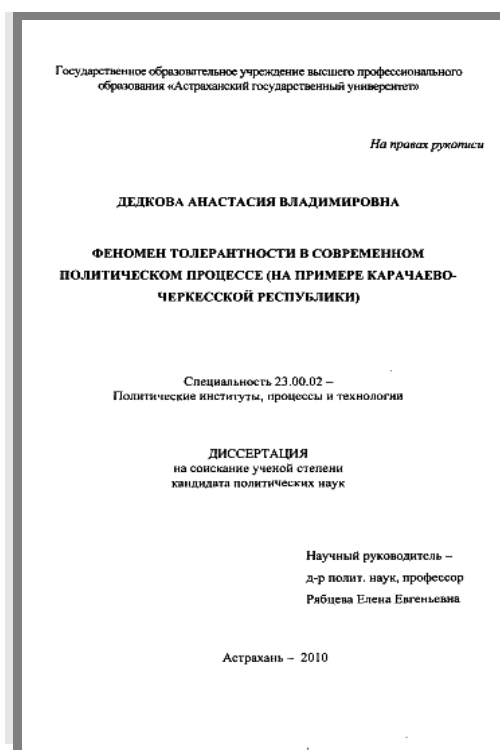 Государственное образовательное учреждение высшего профессионального
образования «Астраханский государственный университет»
На правах рукописи
ДЕДКОВА АНАСТАСИЯ ВЛАДИМИРОВНА
ФЕНОМЕН ТОЛЕРАНТНОСТИ В СОВРЕМЕННОМ
ПОЛИТИЧЕСКОМ ПРОЦЕССЕ (НА ПРИМЕРЕ КАРАЧАЕВО-
ЧЕРКЕССКОЙ РЕСПУБЛИКИ)
Специальность 23.00.02 –
Политические институты, процессы и технологии
ДИССЕРТАЦИЯ
на соискание ученой степени
кандидата политических наук
Научный руководитель –
д-р полит. наук, профессор
Рябцева Елена Евгеньевна
Астрахань – 2010